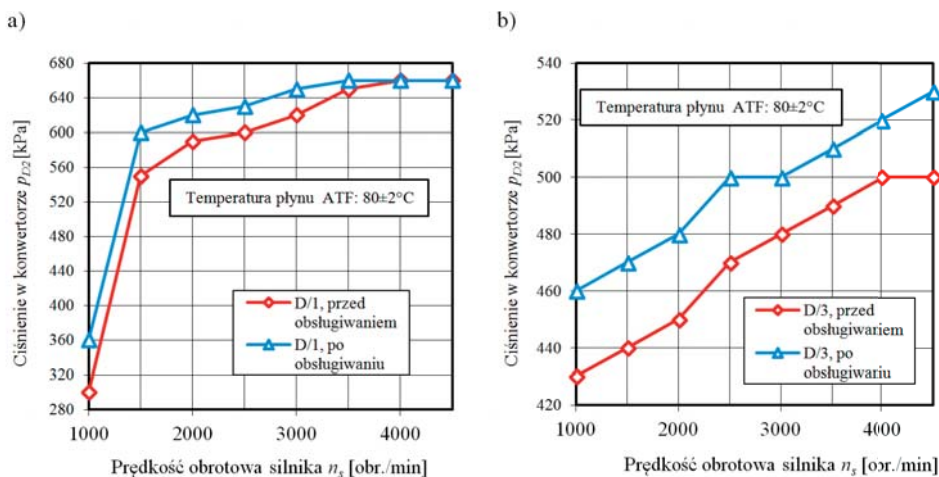 a)
b)
Ciśnienie w konwertorze pD2 [kPa]
680
640
600
560
520
480
440
400
360
320
280
Temperatura płynu ATF: 80±2°C
D/1, przed
obsługiwaniem
D/1, po
obsługiwaniu
1000 2000 3000 4000
Prędkość obrotowa silnika ns [obr./min]
Ciśnienie w konwertorze pD2 [kPa]
540
520
500
480
460
440
420
Temperatura płynu ATF: 80±2°C
D/3, przed
obsługiwariem
D/3, po
obsługiwariu
1000 2000 3000 4000
Prędkość obrotowa silnika ns [oɔr./min]